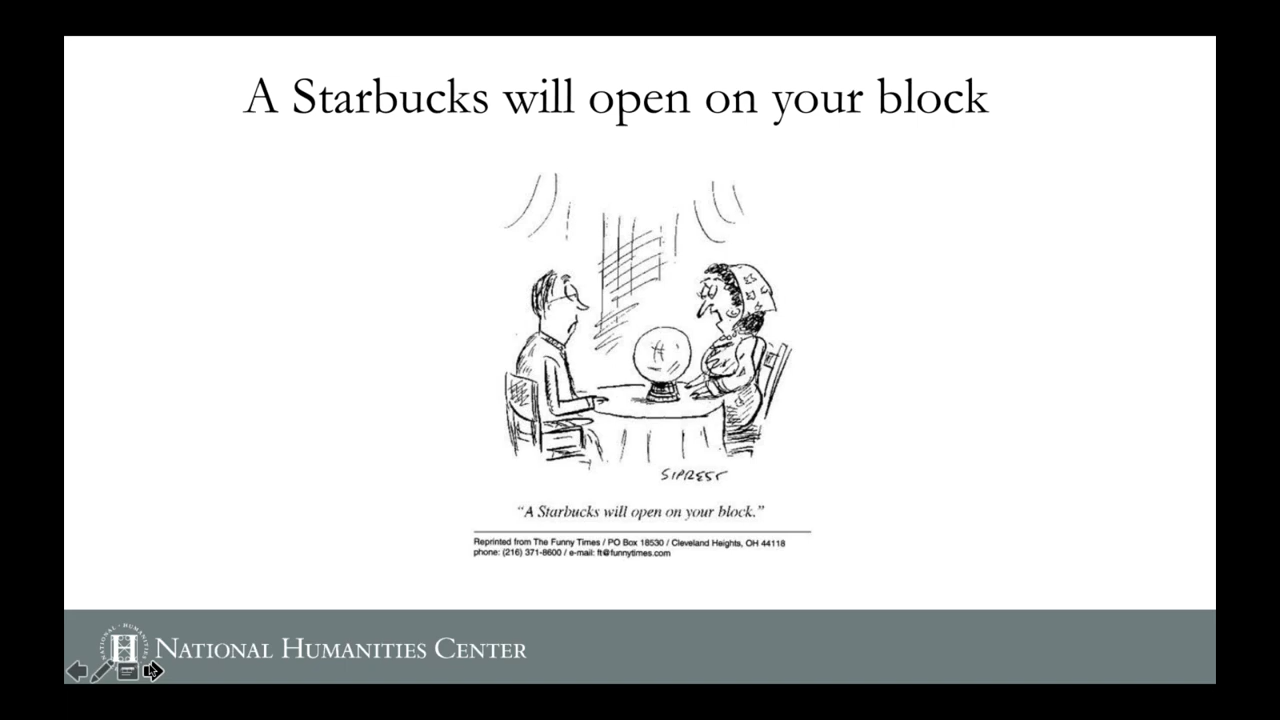 A Starbucks will open on your block
SIPRESS
“A Starbucks will open on your block.”
Reprinted from The Funny Times / PO Box 18530 / Cleveland Heights, OH 44118
phone: (216) 371-8600 / e-mail: ft@funnytimes.com
NATIONAL HUMANITIES CENTER